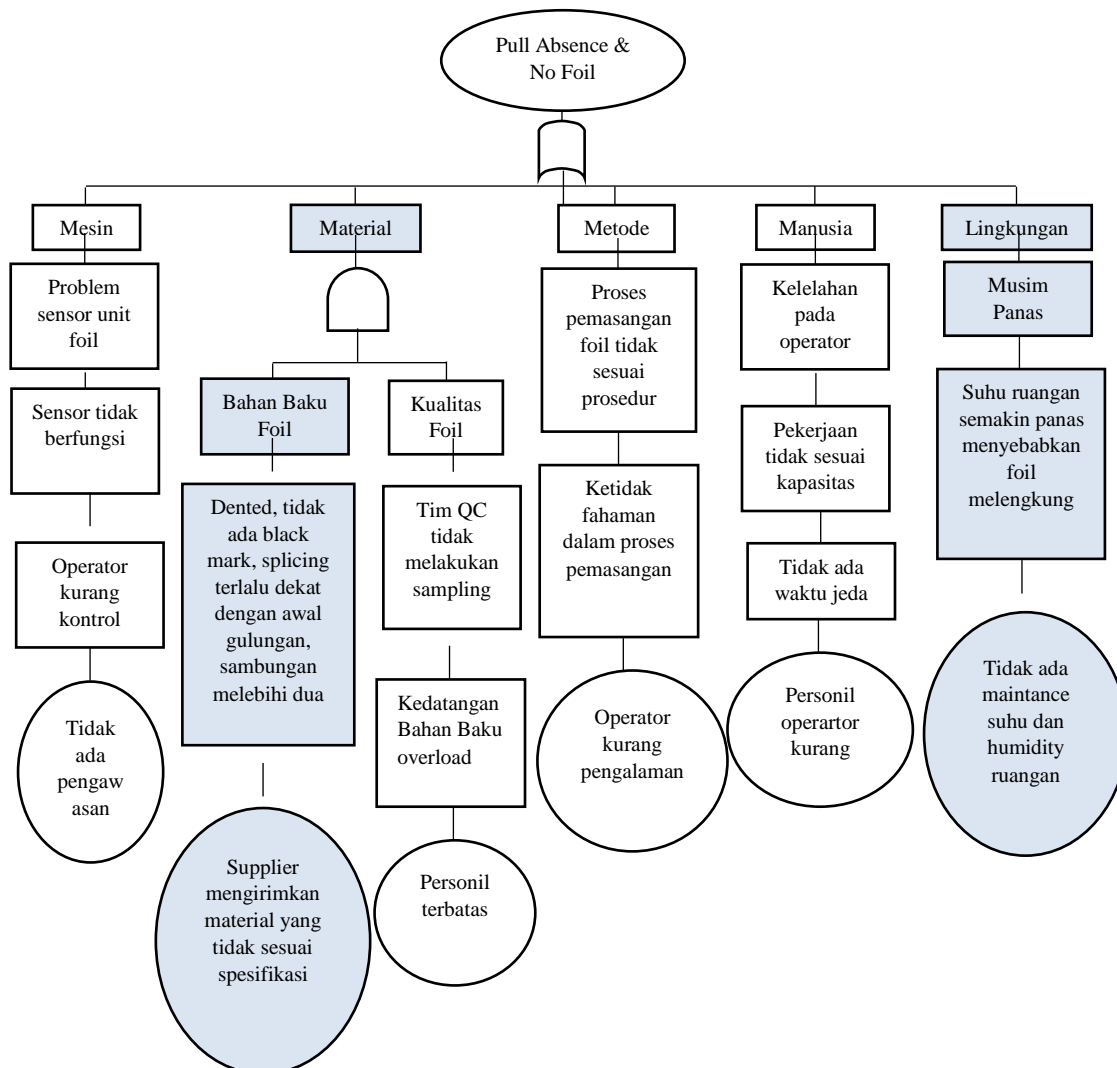 Pull Absence &
No Foil
Mesin
Material
Metode
Manusia
Lingkungan
Problem
sensor unit
foil
Sensor tidak
berfungsi
Operator
kurang
kontrol
Tidak
ada
pengaw
asan
Bahan Baku
Foil
Dented, tidak
ada black
mark, splicing
terlalu dekat
dengan awal
gulungan,
sambungan
melebihi dua
Supplier
mengirimkan
material yang
tidak sesuai
spesifikasi
Kualitas
Foil
Tim QC
tidak
melakukan
sampling
Kedatangan
Bahan Baku
overload
Personil
terbatas
Proses
pemasangan
foil tidak
sesuai
prosedur
Ketidak
fahaman
dalam proses
pemasangan
Operator
kurang
pengalaman
Kelelahan
pada
operator
Pekerjaan
tidak sesuai
kapasitas
Tidak ada
waktu jeda
Personil
operartor
kurang
Musim
Panas
Suhu ruangan
semakin panas
menyebabkan
foil
melengkung
Tidak ada
maintance
suhu dan
humidity
ruangan